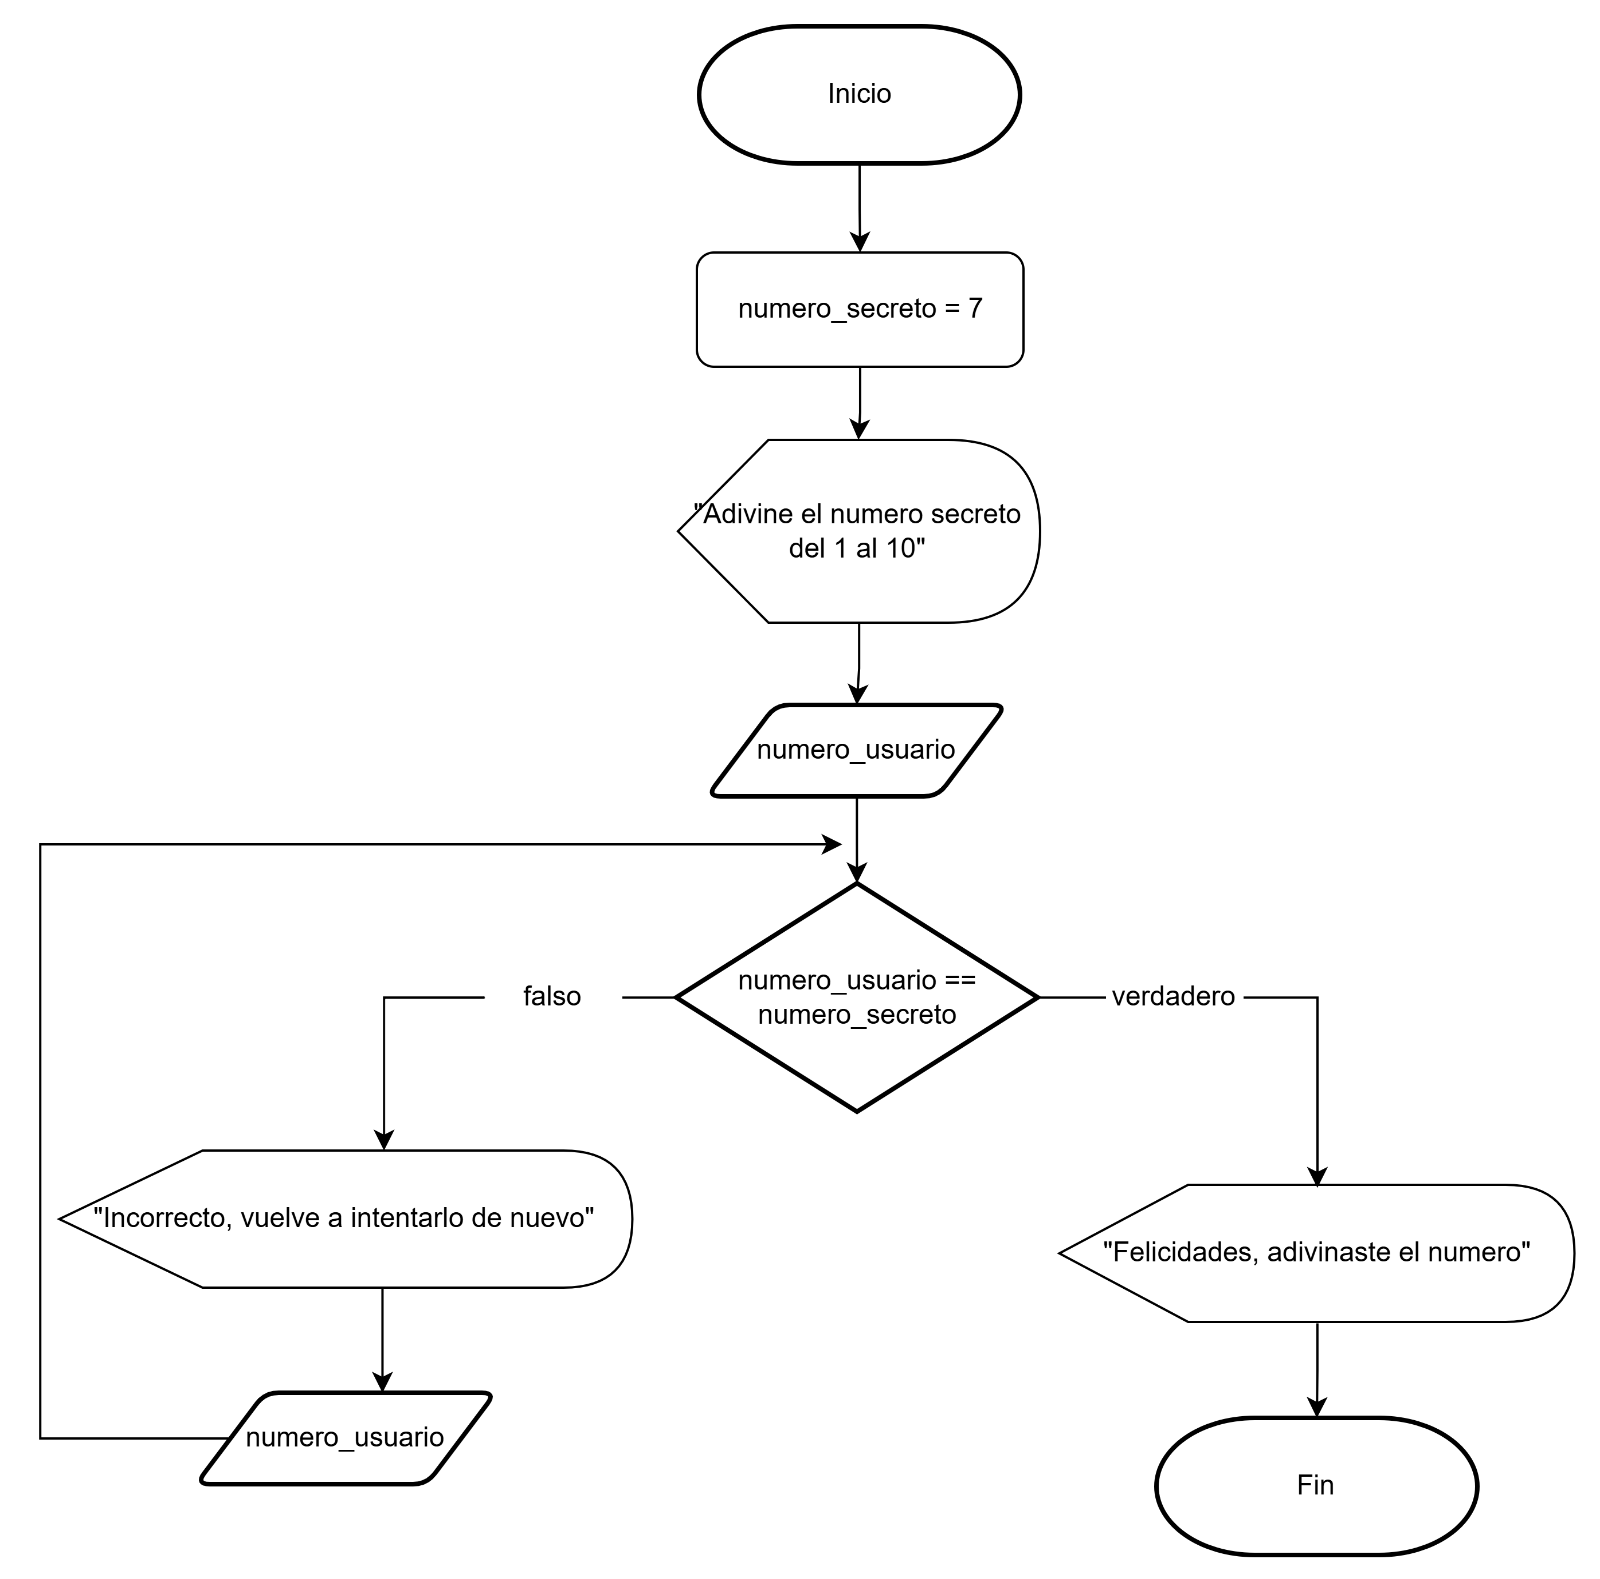 Inicio
numero_secreto = 7
"Adivine el numero secreto
del 1 al 10"
numero_usuario
numero_usuario ==
numero_secreto
falso
verdadero
"Incorrecto, vuelve a intentarlo de nuevo"
"Felicidades, adivinaste el numero"
numero_usuario
Fin